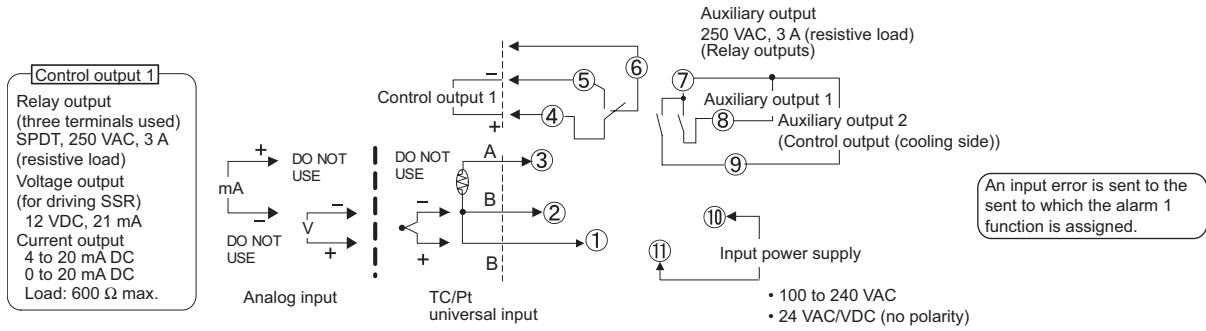 Control output 1
Relay output
(three terminals used)
SPDT, 250 VAC, 3 A
(resistive load)
Voltage output
(for driving SSR)
12 VDC, 21 mA
Current output
4 to 20 mA DC
0 to 20 mA DC
Load: 600 Ω max.
+
mA
−
DO NOT
USE
DO NOT
USE
−
V
+
Analog input
DO NOT
USE
−
+
A
B
B
TC/Pt
universal input
Control output 1
−
+
⑥
⑤
④
③
②
①
Auxiliary output
250 VAC, 3 A (resistive load)
(Relay outputs)
⑦
Auxiliary output 1
⑧
Auxiliary output 2
(Control output (cooling side))
⑨
⑩
⑪
Input power supply
• 100 to 240 VAC
• 24 VAC/VDC (no polarity)
An input error is sent to the
sent to which the alarm 1
function is assigned.